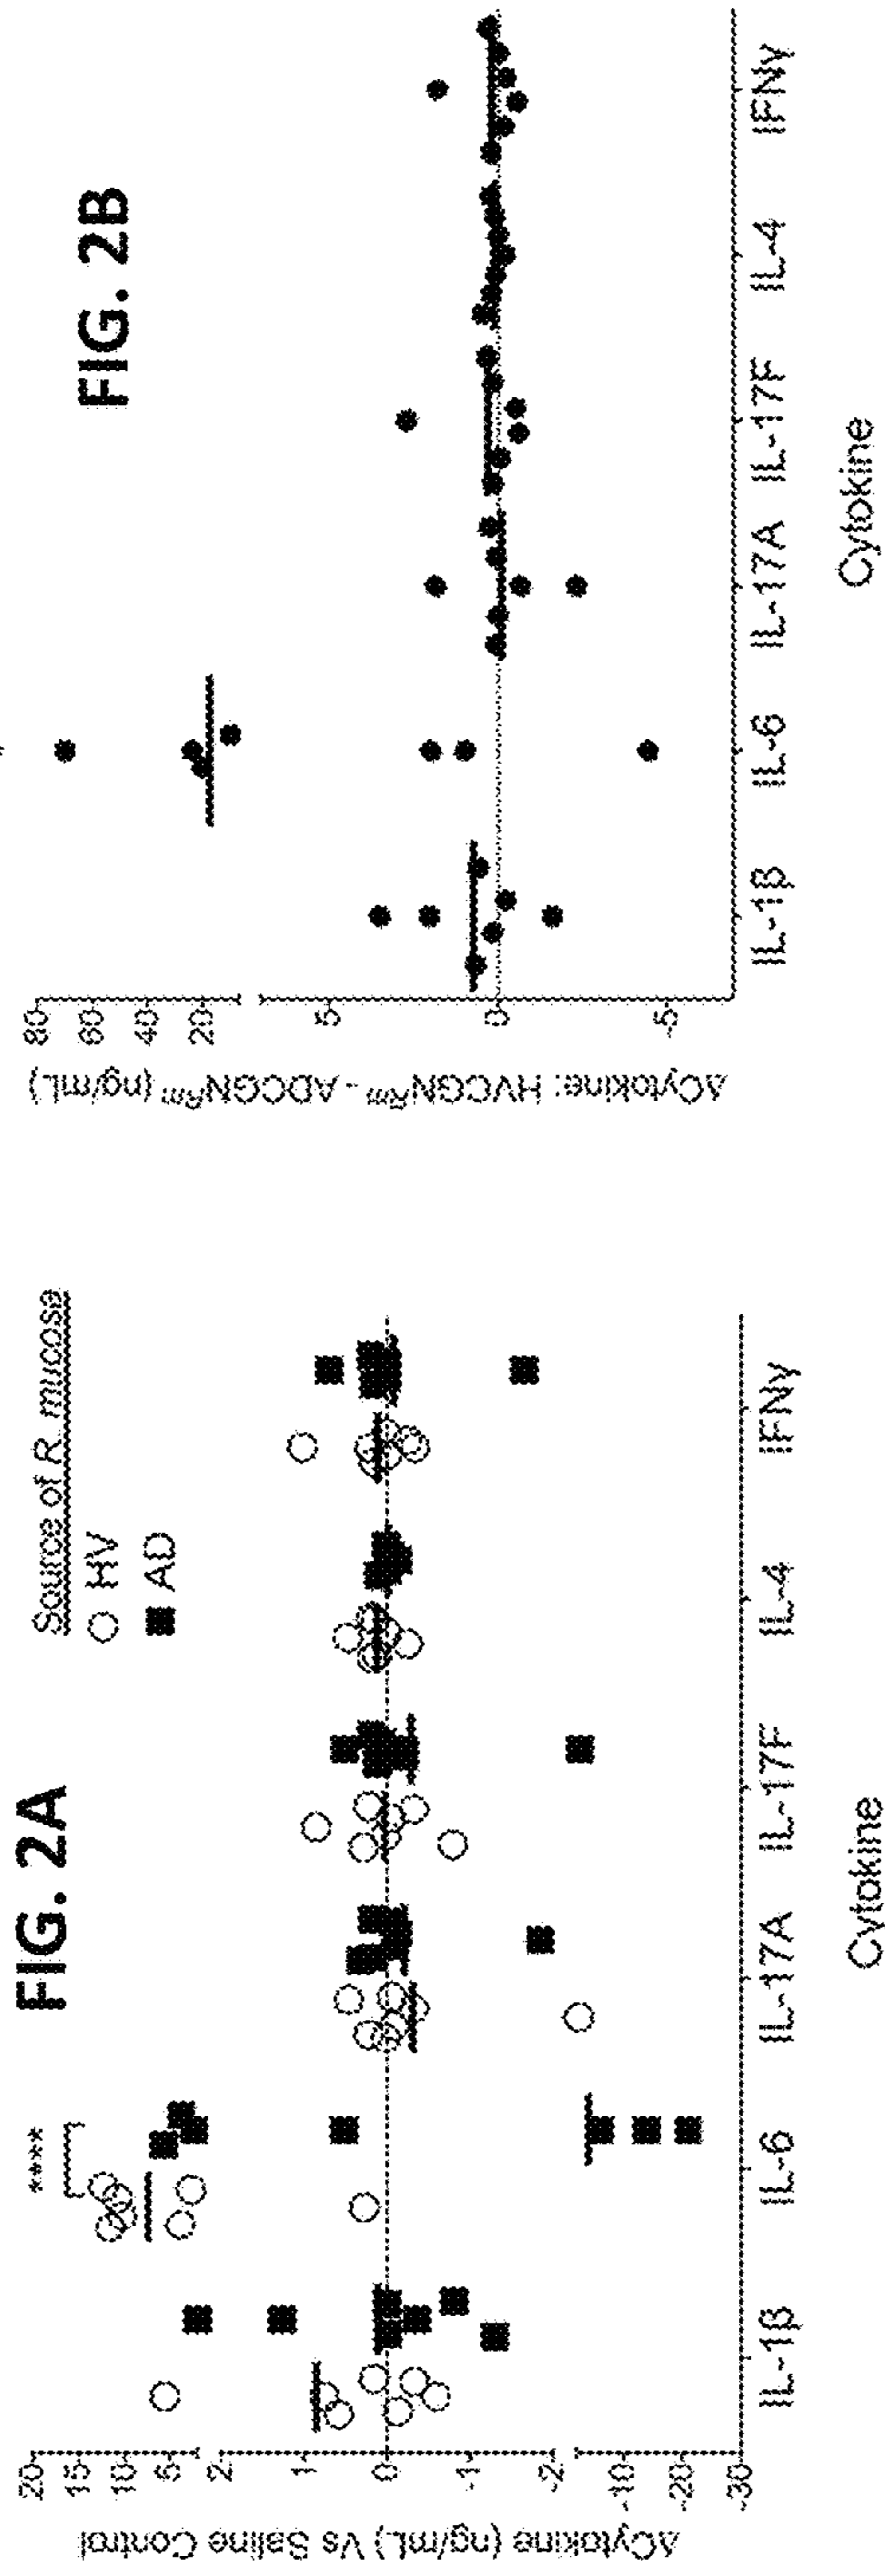 FIG. 2A
Source of R. mucosa
HV
AD
****
ΔCytokine (ng/mL) Vs Saline Control
20
15
10
5
2
1
0
-1
-2
-10
-20
-30
IL-1β IL-6 IL-17A IL-17F IL-4 IFNγ
Cytokine
FIG. 2B
ΔCytokine: HVCGN^Rm - ADCGN^Rm (ng/mL)
80
60
40
20
5
0
-5
IL-1β IL-6 IL-17A IL-17F IL-4 IFNγ
Cytokine